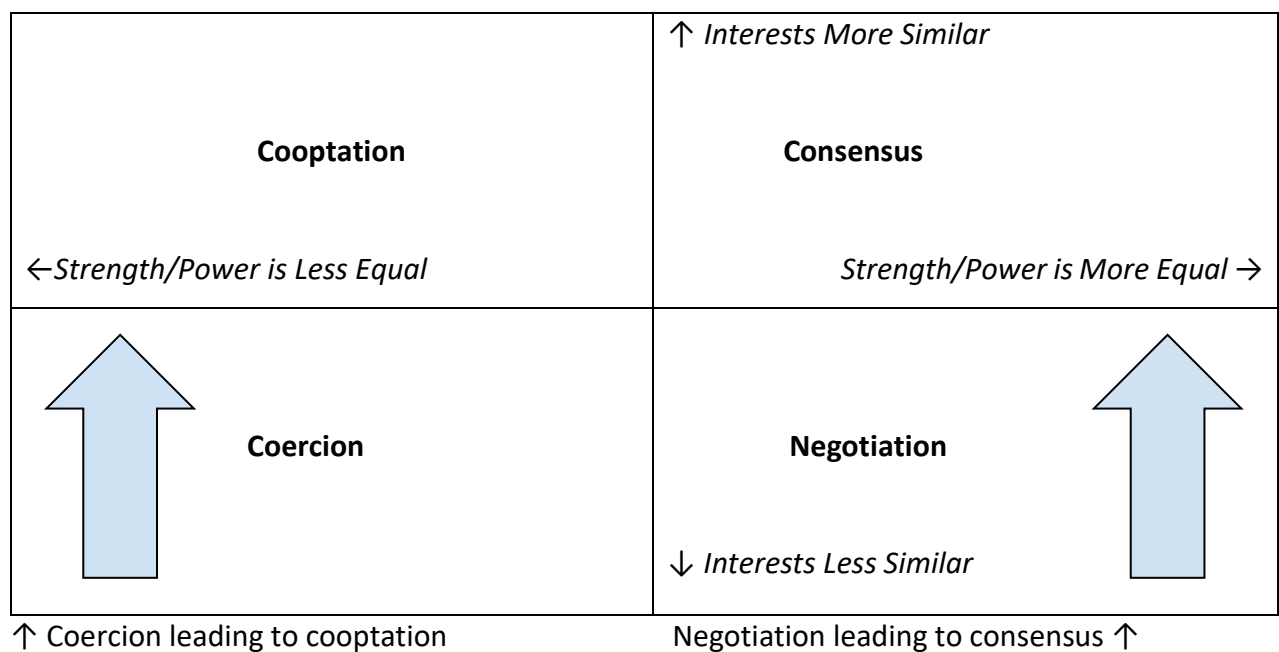 ↑ Interests More Similar
Cooptation
Consensus
←Strength/Power is Less Equal
Strength/Power is More Equal →
Coercion
Negotiation
↓ Interests Less Similar
↑ Coercion leading to cooptation
Negotiation leading to consensus ↑